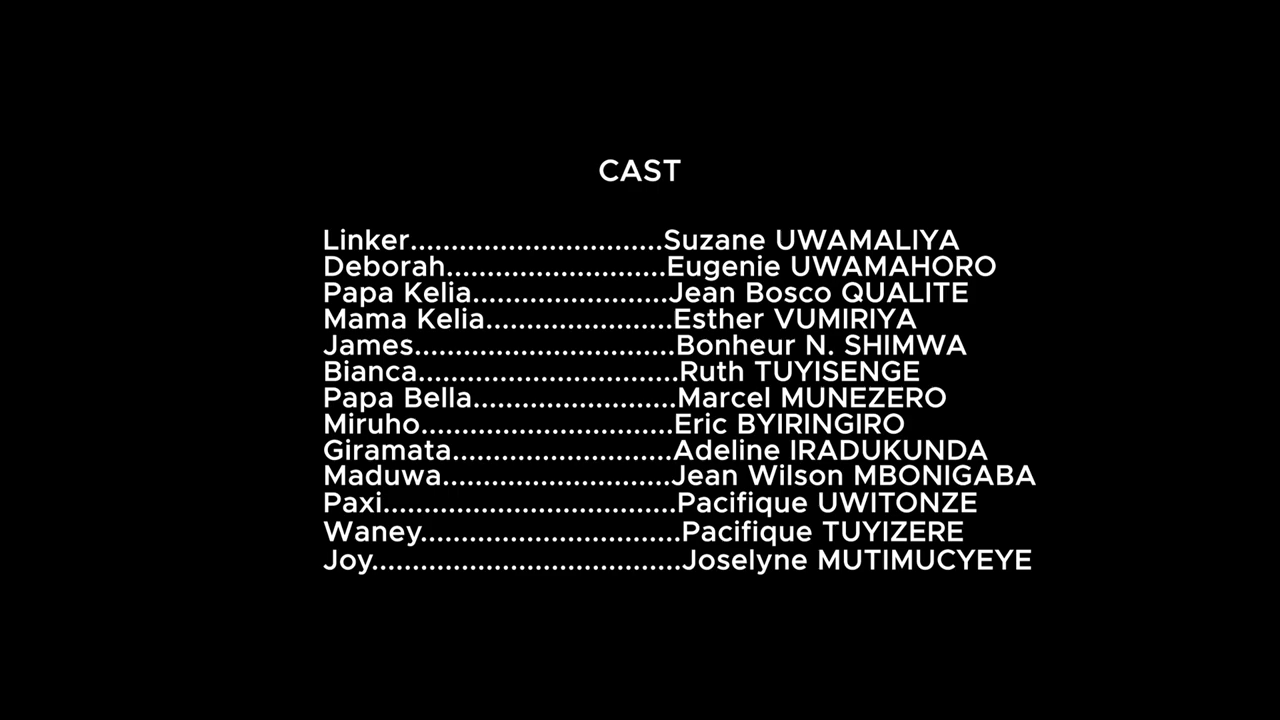 CAST
Linker...............................Suzane UWAMALIYA
Deborah...........................Eugenie UWAMAHORO
Papa Kelia........................Jean Bosco QUALITE
Mama Kelia.......................Esther VUMIRIYA
James................................Bonheur N. SHIMWA
Bianca................................Ruth TUYISENGE
Papa Bella.........................Marcel MUNEZERO
Miruho...............................Eric BYIRINGIRO
Giramata...........................Adeline IRADUKUNDA
Maduwa............................Jean Wilson MBONIGABA
Paxi....................................Pacifique UWITONZE
Waney................................Pacifique TUYIZERE
Joy......................................Joselyne MUTIMUCYEYE